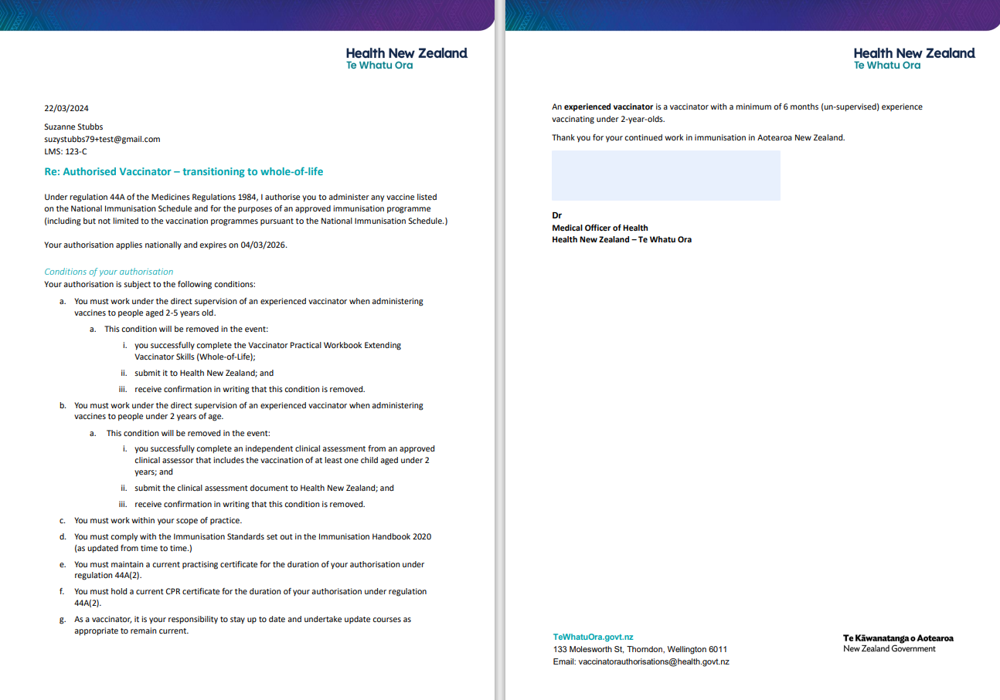 Health New Zealand
Te Whatu Ora
22/03/2024
Suzanne Stubbs
suzystubbs79+test@gmail.com
LMS: 123-C
Re: Authorised Vaccinator – transitioning to whole-of-life
Under regulation 44A of the Medicines Regulations 1984, I authorise you to administer any vaccine listed
on the National Immunisation Schedule and for the purposes of an approved immunisation programme
(including but not limited to the vaccination programmes pursuant to the National Immunisation Schedule.)
Your authorisation applies nationally and expires on 04/03/2026.
Conditions of your authorisation
Your authorisation is subject to the following conditions:
a. You must work under the direct supervision of an experienced vaccinator when administering
vaccines to people aged 2-5 years old.
a. This condition will be removed in the event:
i. you successfully complete the Vaccinator Practical Workbook Extending
Vaccinator Skills (Whole-of-Life);
ii. submit it to Health New Zealand; and
iii. receive confirmation in writing that this condition is removed.
b. You must work under the direct supervision of an experienced vaccinator when administering
vaccines to people under 2 years of age.
a. This condition will be removed in the event:
i. you successfully complete an independent clinical assessment from an approved
clinical assessor that includes the vaccination of at least one child aged under 2
years; and
ii. submit the clinical assessment document to Health New Zealand; and
iii. receive confirmation in writing that this condition is removed.
c. You must work within your scope of practice.
d. You must comply with the Immunisation Standards set out in the Immunisation Handbook 2020
(as updated from time to time.)
e. You must maintain a current practising certificate for the duration of your authorisation under
regulation 44A(2).
f. You must hold a current CPR certificate for the duration of your authorisation under regulation
44A(2).
g. As a vaccinator, it is your responsibility to stay up to date and undertake update courses as
appropriate to remain current.
Health New Zealand
Te Whatu Ora
An experienced vaccinator is a vaccinator with a minimum of 6 months (un-supervised) experience
vaccinating under 2-year-olds.
Thank you for your continued work in immunisation in Aotearoa New Zealand.
Dr
Medical Officer of Health
Health New Zealand – Te Whatu Ora
TeWhatuOra.govt.nz
133 Molesworth St, Thorndon, Wellington 6011
Email: vaccinatorauthorisations@health.govt.nz
Te Kāwanatanga o Aotearoa
New Zealand Government